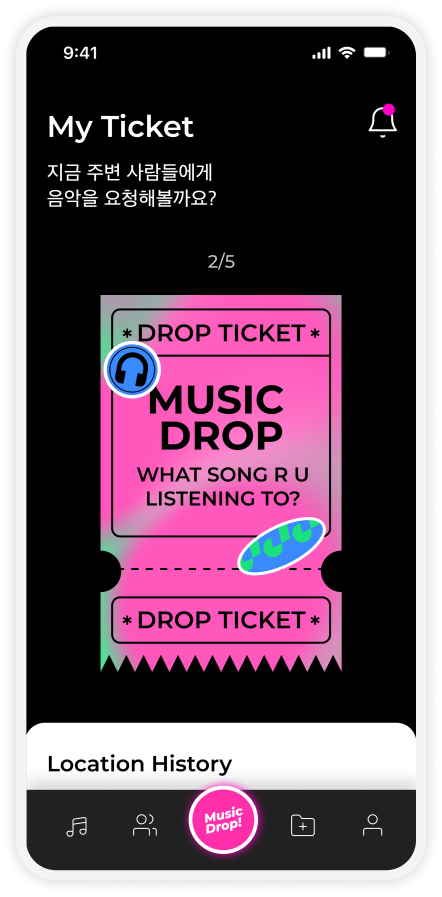 9:41
My Ticket
지금 주변 사람들에게
음악을 요청해볼까요?
2/5
*DROP TICKET*
MUSIC
DROP
WHAT SONG R U
LISTENING TO?
*DROP TICKET*
Location History
Music
Drop!